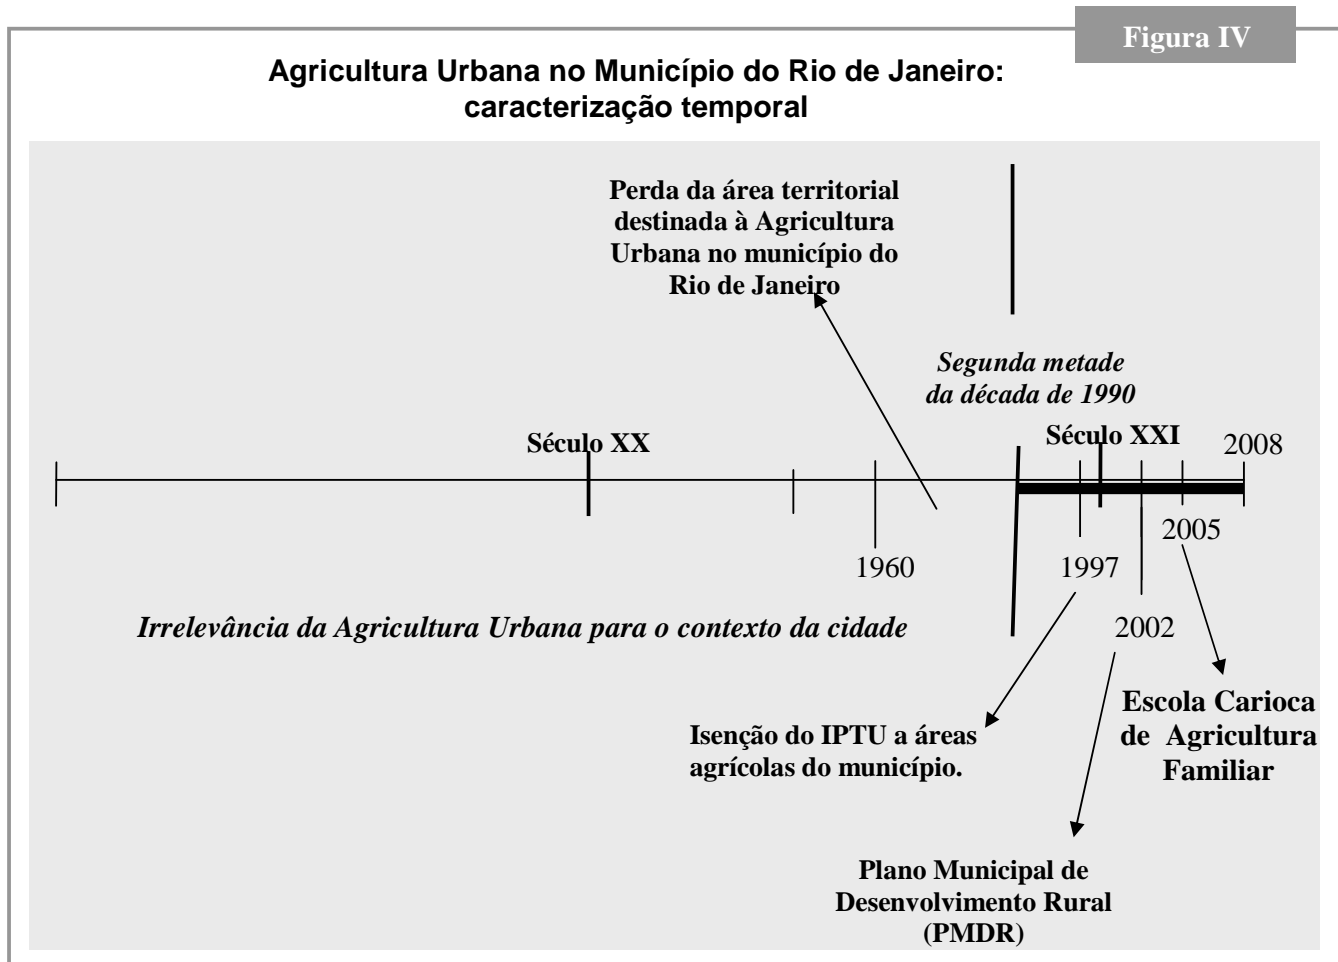 Figura IV
Agricultura Urbana no Município do Rio de Janeiro:
caracterização temporal
Perda da área territorial
destinada à Agricultura
Urbana no município do
Rio de Janeiro
Segunda metade
da década de 1990
Século XX
Século XXI
2008
2005
1960
1997
2002
Irrelevância da Agricultura Urbana para o contexto da cidade
Isenção do IPTU a áreas
agrícolas do município.
Escola Carioca
de Agricultura
Familiar
Plano Municipal de
Desenvolvimento Rural
(PMDR)